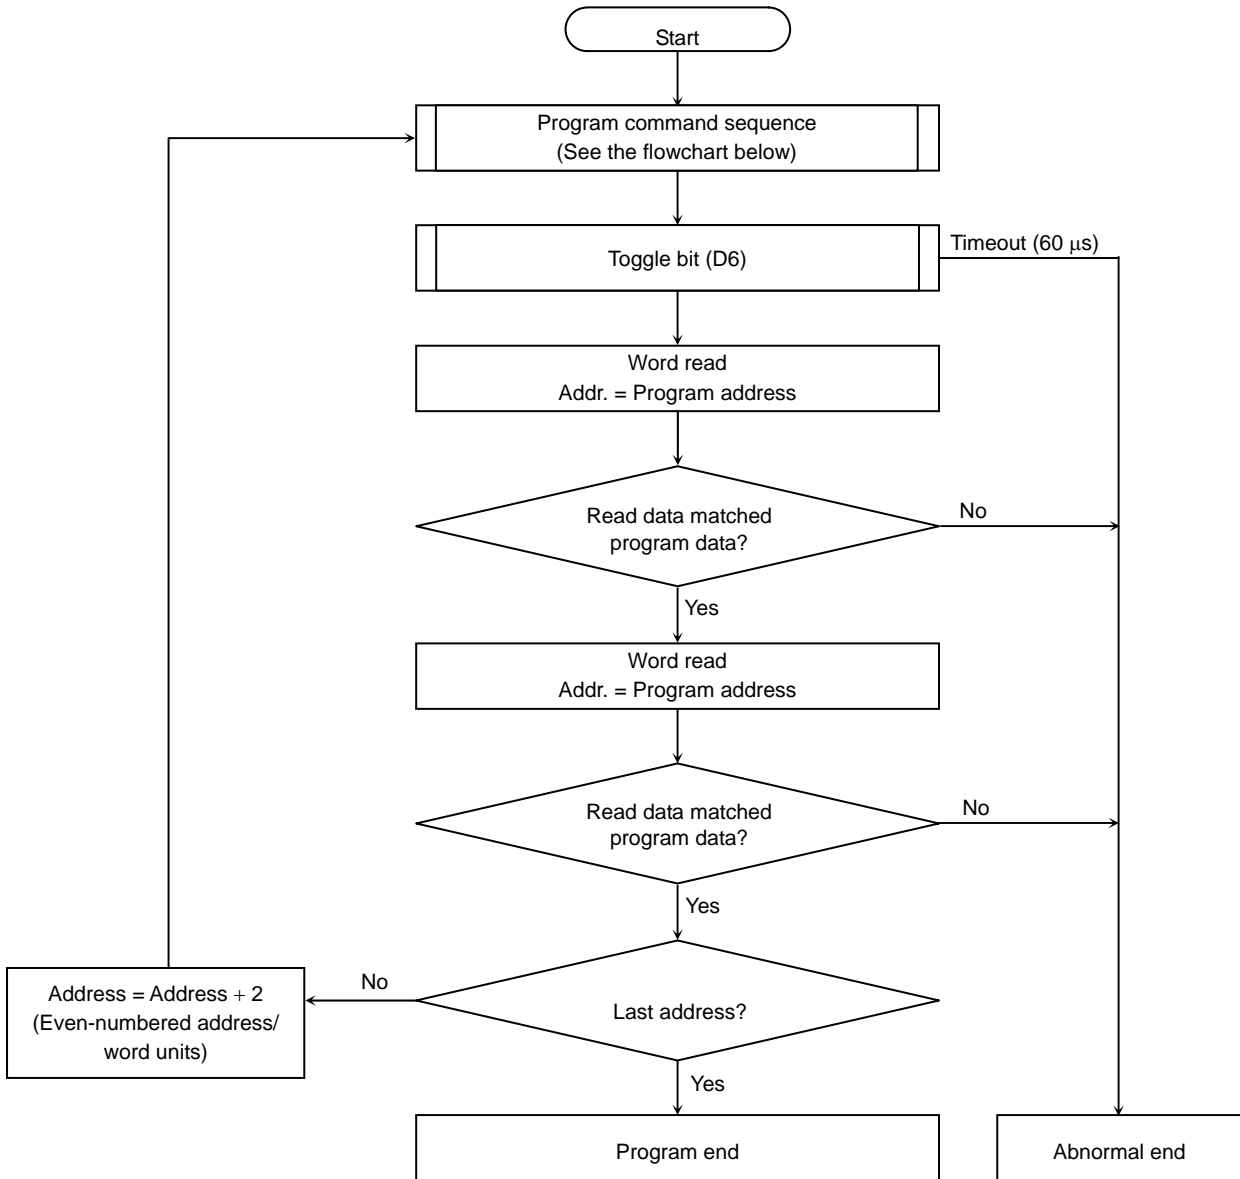 Start
Program command sequence
(See the flowchart below)
Timeout (60 μs)
Toggle bit (D6)
Word read
Addr. = Program address
Read data matched
program data?
No
Yes
Word read
Addr. = Program address
Read data matched
program data?
No
Yes
Address = Address + 2
(Even-numbered address/
word units)
No
Last address?
Yes
Program end
Abnormal end